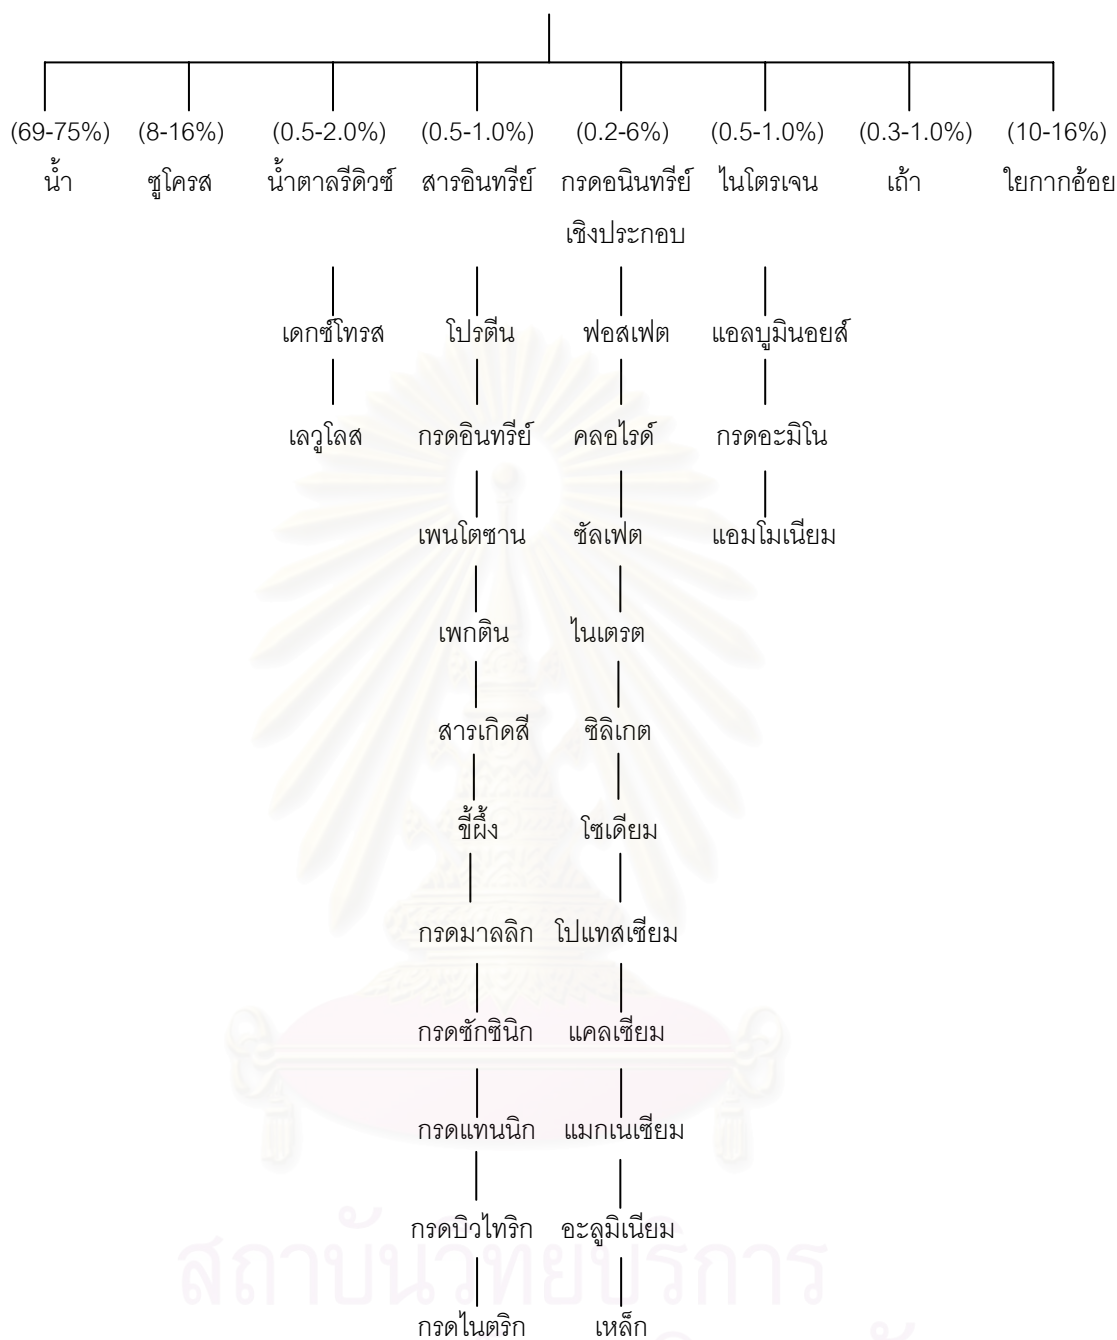 (69-75%) (8-16%) (0.5-2.0%) (0.5-1.0%) (0.2-6%) (0.5-1.0%) (0.3-1.0%) (10-16%)
น้ำ ซูโครส น้ำตาลรีดิวซ์ สารอินทรีย์ กรดอนินทรีย์ ไนโตรเจน เถ้า ใยกากอ้อย
เชิงประกอบ
เดกซ์โทรส โปรตีน ฟอสเฟต แอลบูมินอยส์
เลวูโลส กรดอินทรีย์ คลอไรด์ กรดอะมิโน
เพนโตซาน ซัลเฟต แอมโมเนียม
เพกติน ไนเตรต
สารเกิดสี ซิลิเกต
ขี้ผึ้ง โซเดียม
กรดมาลลิก โปแทสเซียม
กรดซักซินิก แคลเซียม
กรดแทนนิก แมกเนเซียม
กรดบิวไทริก อะลูมิเนียม
สถาบันวิทยบริการ
กรดไนตริก เหล็ก